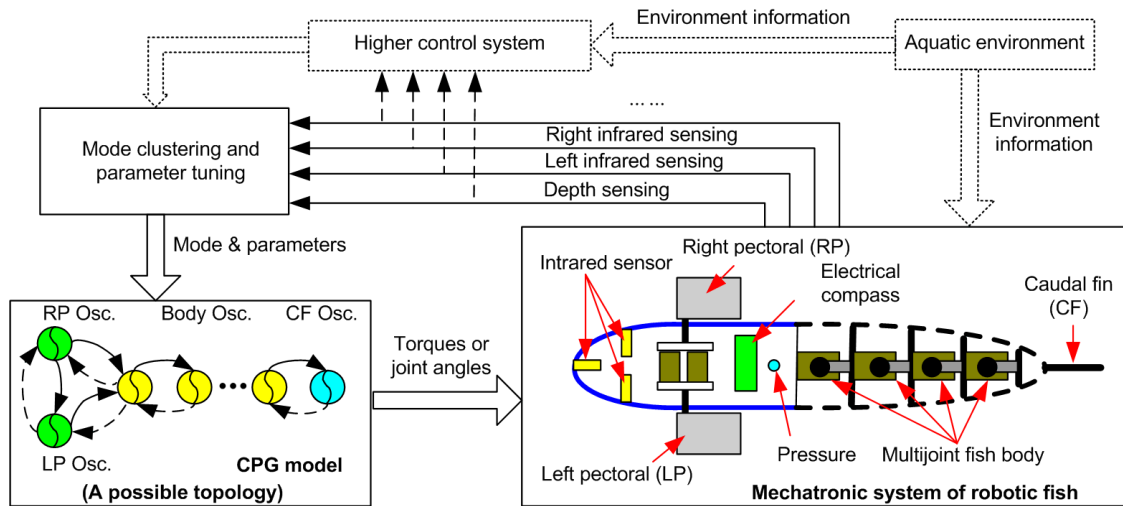 Environment information
Higher control system
Aquatic environment
... ...
Environment
information
Right infrared sensing
Left infrared sensing
Depth sensing
Mode clustering and
parameter tuning
Mode & parameters
RP Osc.
Body Osc.
CF Osc.
LP Osc.
CPG model
(A possible topology)
Torques or
joint angles
Right pectoral (RP)
Intrared sensor
Electrical
compass
Caudal fin
(CF)
Left pectoral (LP)
Pressure
Multijoint fish body
Mechatronic system of robotic fish